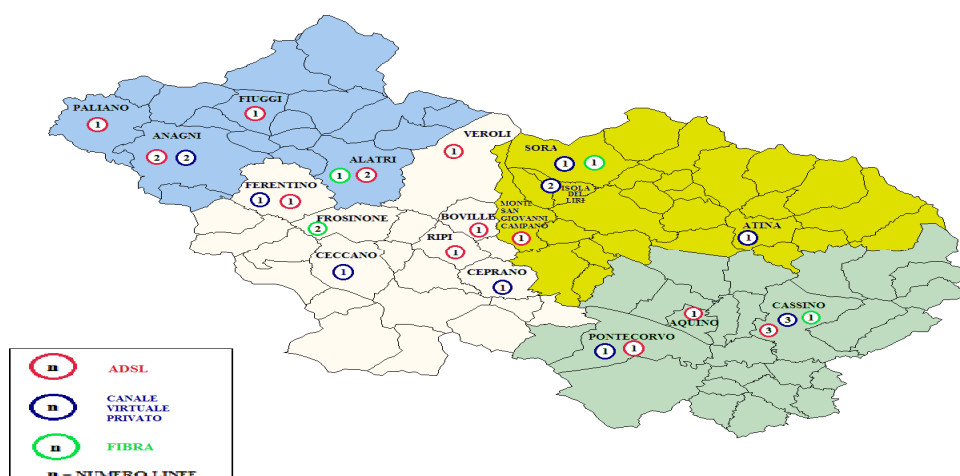 FIUGGI
1
PALIANO
1
ANAGNI
2 2
VEROLI
1
ALATRI
1 2
SORA
1 1
2 ISOLA
DEL
LIRI
FERENTINO
1 1
MONTE
SAN
GIOVANNI
CAMPANO
1
FROSINONE
2
BOVILLE
1
RIPI
1
ATINA
1
CECCANO
1
CEPRANO
1
CASSINO
3 3 1
1
AQUINO
PONTECORVO
1 1
n ADSL
n CANALE
VIRTUALE
PRIVATO
n FIBRA
n = NUMERO LINEE